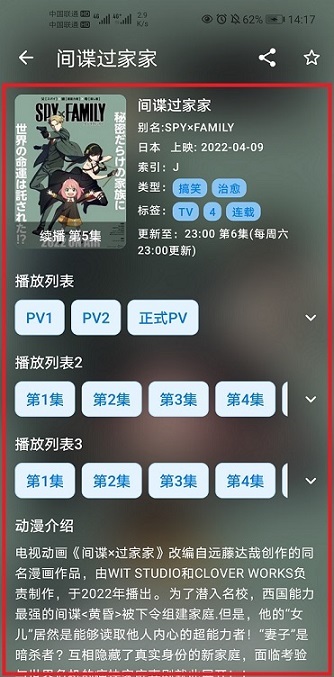 中国联通 HD 4G 4G 2.9 K/s 62% 14:17
中国联通 HD
间谍过家家
SPY×FAMILY
秘密だらけの家族に
世界の命運は託された!?
续播 第5集
间谍过家家
别名:SPY×FAMILY
日本 上映: 2022-04-09
索引: J
类型: 搞笑 治愈
标签: TV 4 连载
更新至: 23:00 第6集(每周六
23:00更新)
播放列表
PV1 PV2 正式PV
播放列表2
第1集 第2集 第3集 第4集
播放列表3
第1集 第2集 第3集 第4集
动漫介绍
电视动画《间谍×过家家》改编自远藤达哉创作的同
名漫画作品，由WIT STUDIO和CLOVER WORKS负
责制作，于2022年播出。为了潜入名校，西国能力
最强的间谍<黄昏>被下令组建家庭.但是，他的“女
儿”居然是能够读取他人内心的超能力者！“妻子”是
暗杀者？互相隐藏了真实身份的新家庭，面临考验